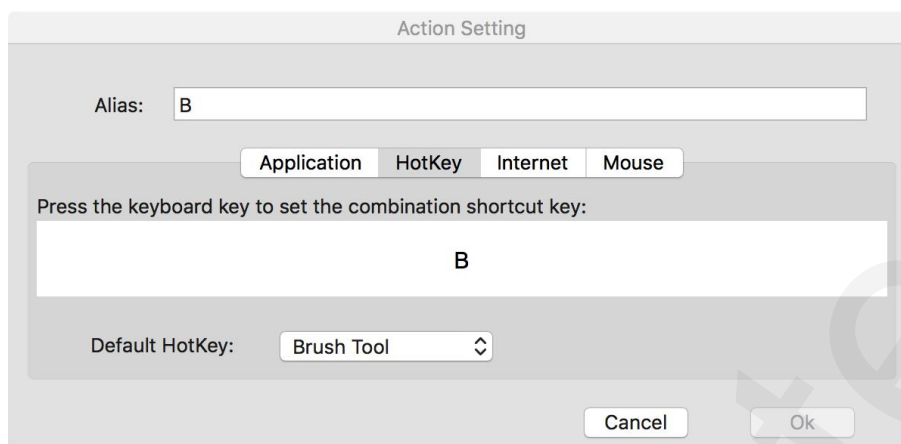 Action Setting
Alias: B
Application HotKey Internet Mouse
Press the keyboard key to set the combination shortcut key:
B
Default HotKey: Brush Tool
Cancel Ok